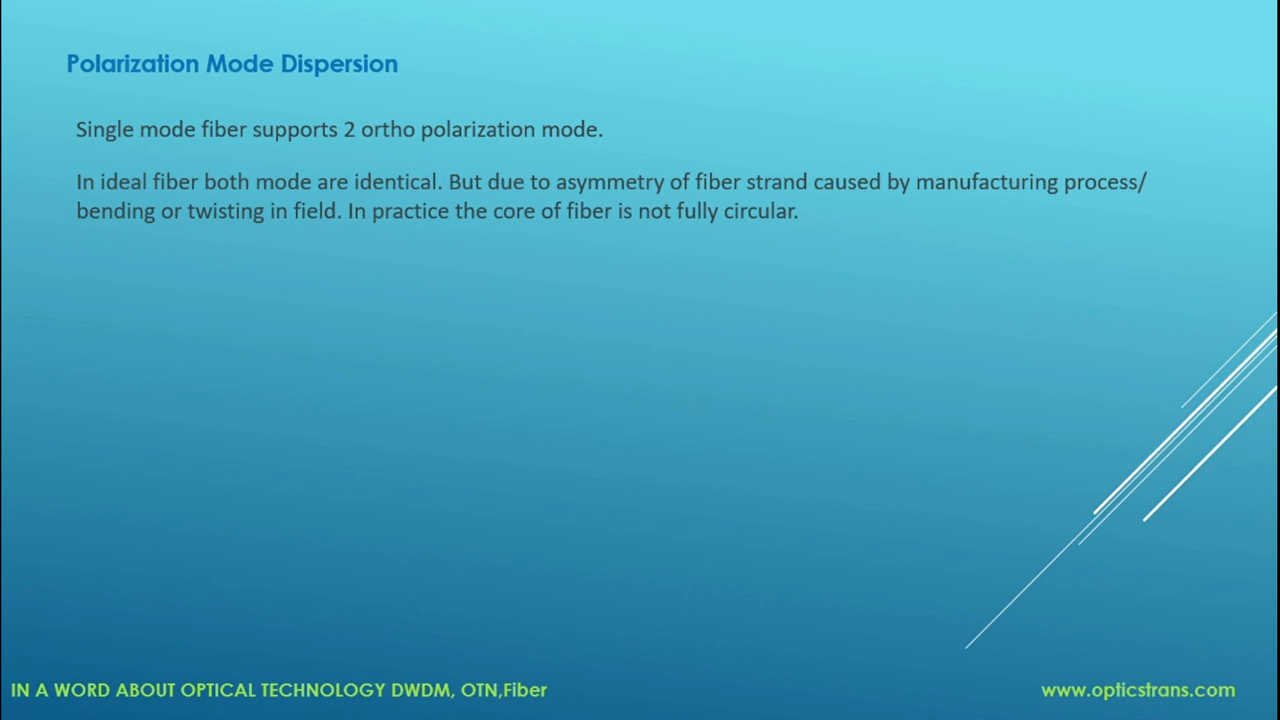 Polarization Mode Dispersion
Single mode fiber supports 2 ortho polarization mode.
In ideal fiber both mode are identical. But due to asymmetry of fiber strand caused by manufacturing process/
bending or twisting in field. In practice the core of fiber is not fully circular.
IN A WORD ABOUT OPTICAL TECHNOLOGY DWDM, OTN,Fiber
www.opticstrans.com